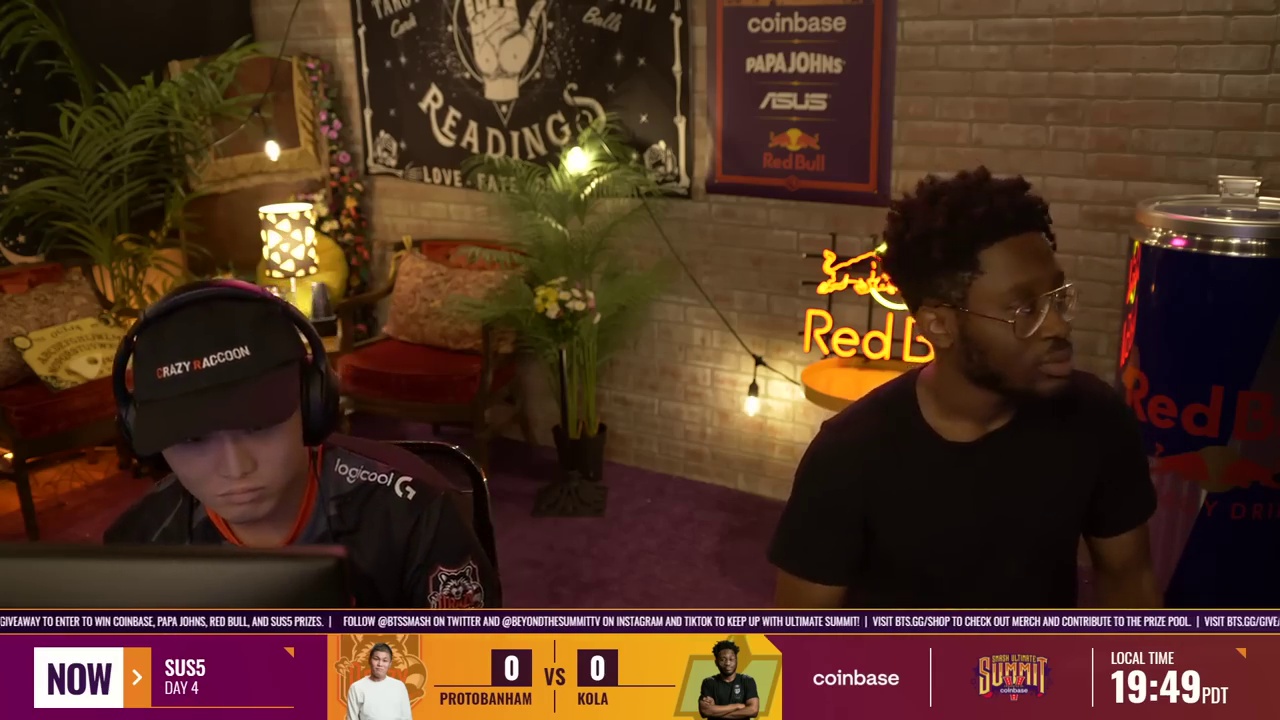 READINGS
LOVE · FATE
coinbase
PAPA JOHNS
ASUS
Red Bull
CRAZY RACCOON
logicool G
Red B
Red B
GIVEAWAY TO ENTER TO WIN COINBASE, PAPA JOHNS, RED BULL, AND SUS5 PRIZES. | FOLLOW @BTSSMASH ON TWITTER AND @BEYONDTHESUMMITTV ON INSTAGRAM AND TIKTOK TO KEEP UP WITH ULTIMATE SUMMIT! | VISIT BTS.GG/SHOP TO CHECK OUT MERCH AND CONTRIBUTE TO THE PRIZE POOL. | VISIT BTS.GG/GIVE
NOW
SUS5
DAY 4
0 VS 0
PROTOBANHAM
KOLA
coinbase
SMASH ULTIMATE
SUMMIT
coinbase
LOCAL TIME
19:49 PDT